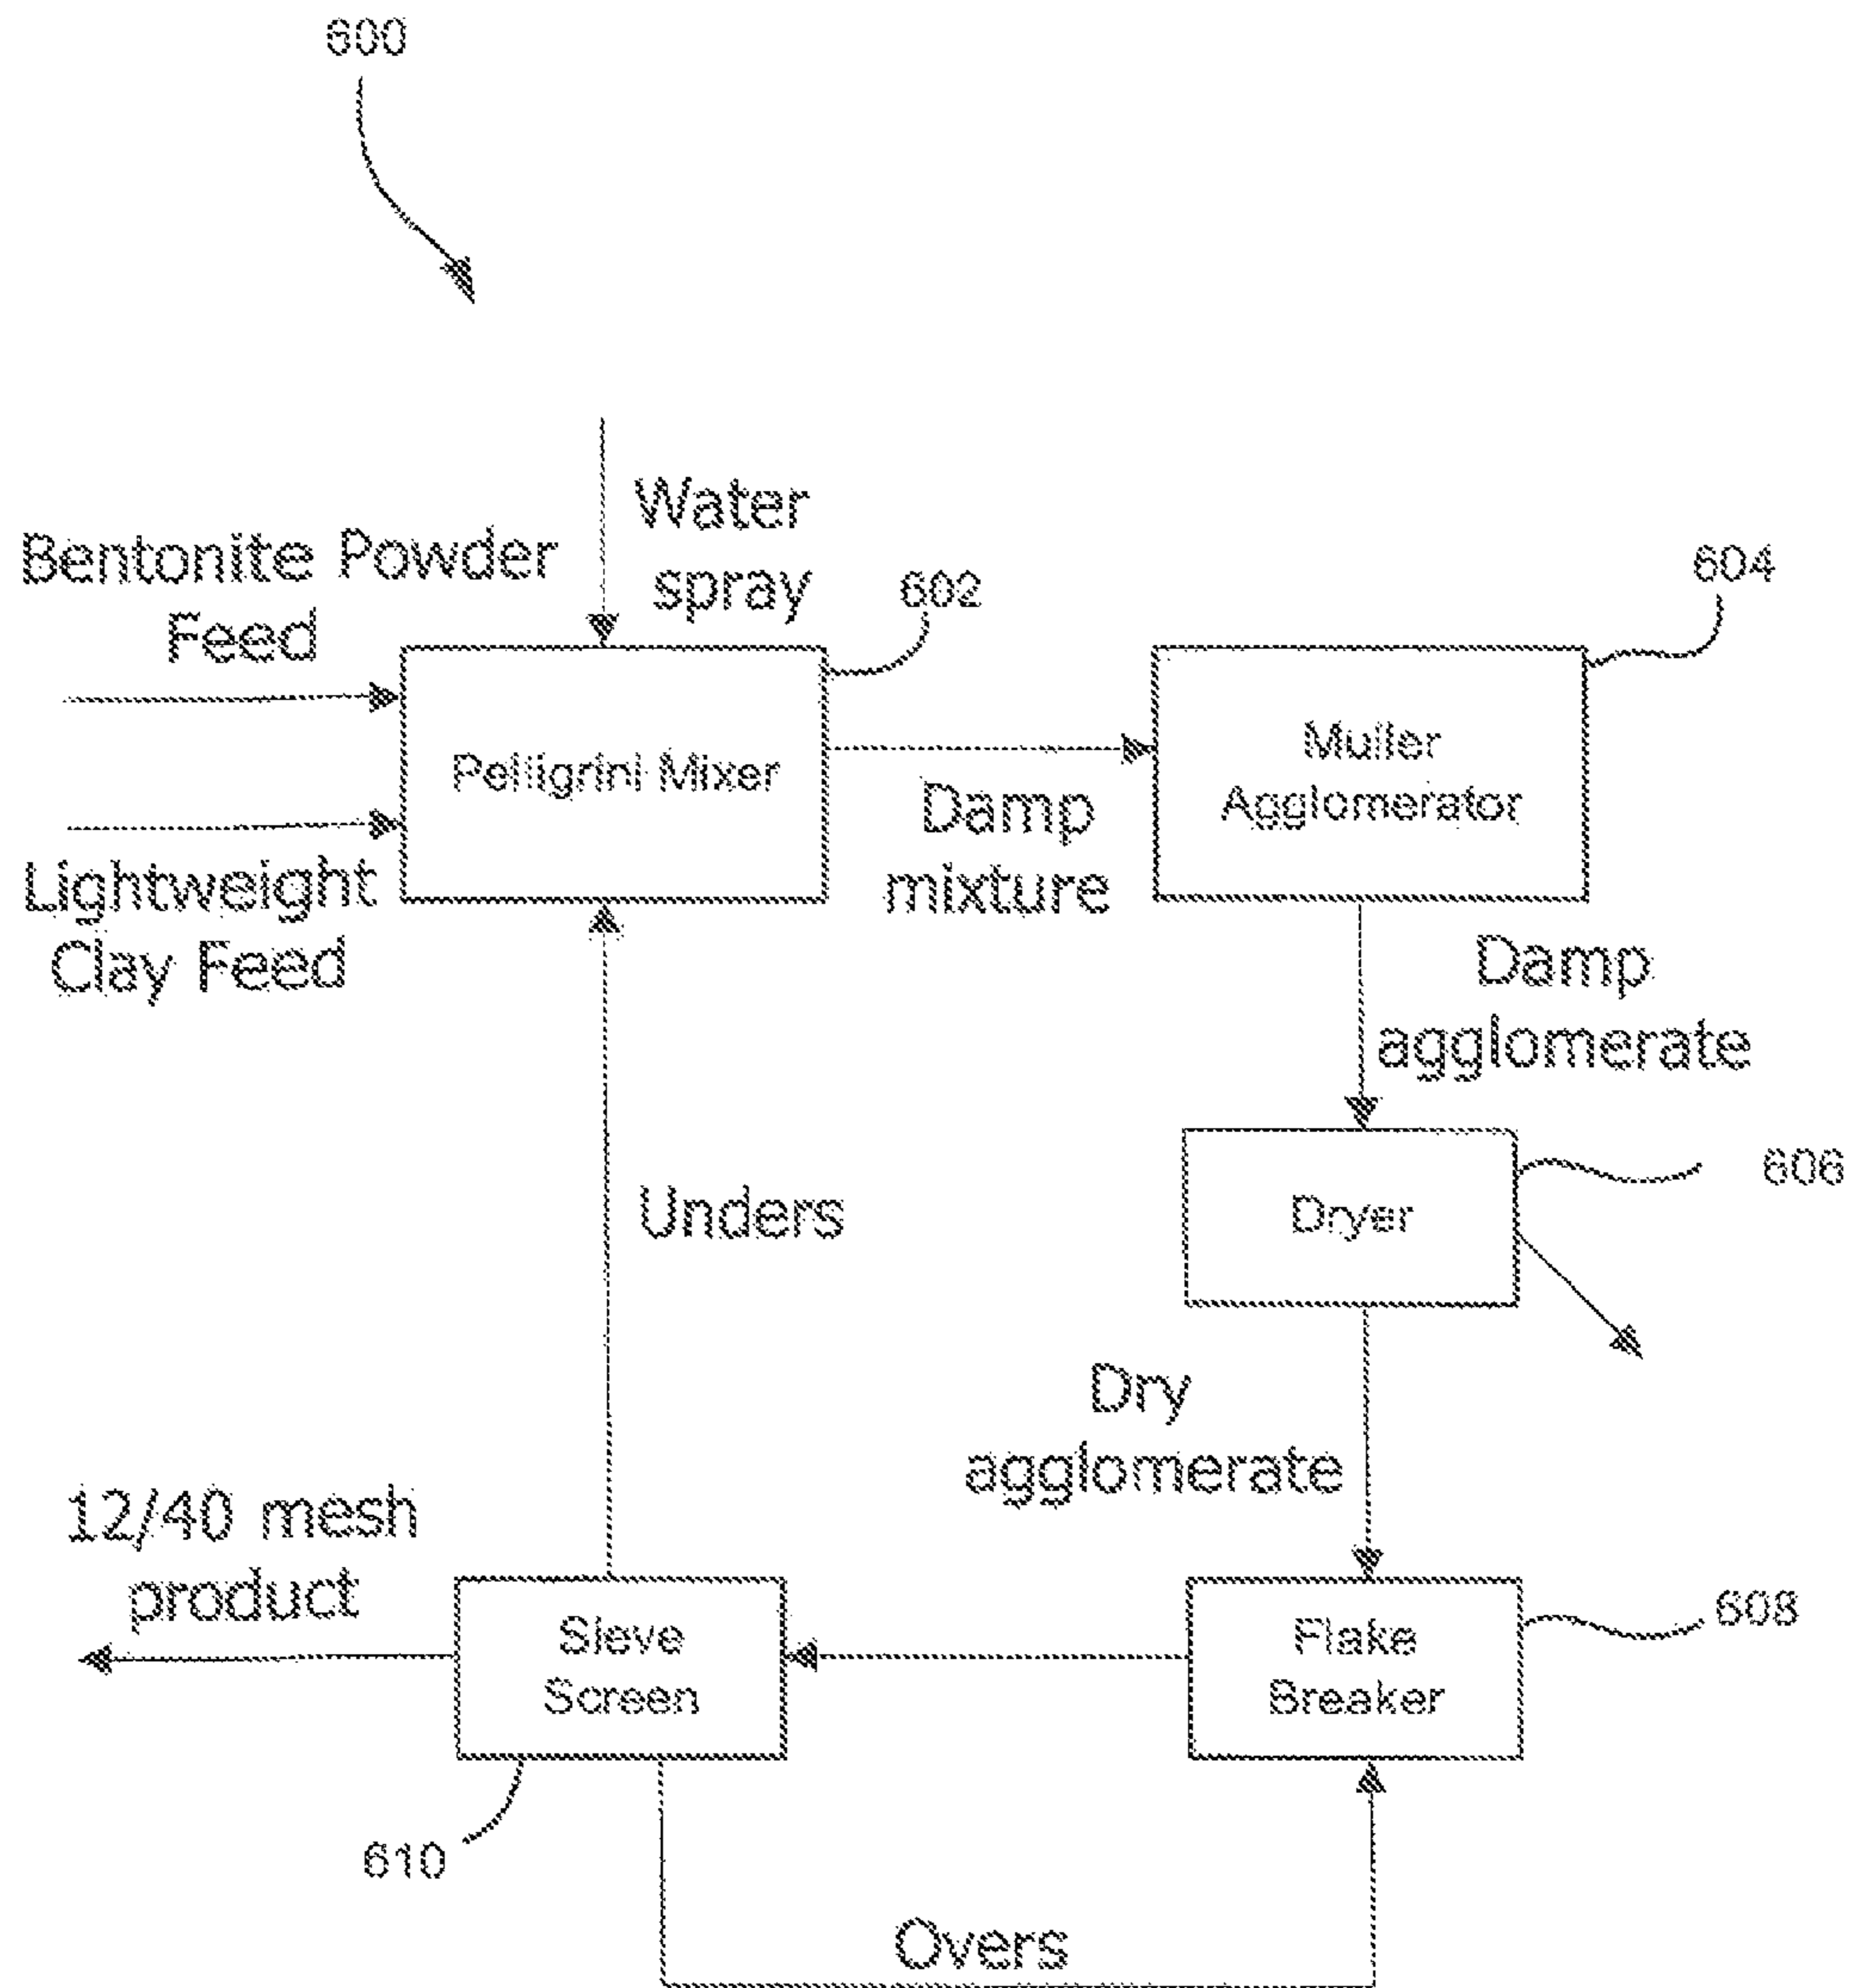 600
Water
spray
Bentonite Powder
Feed
602
604
Pelligrini Mixer
Muller
Agglomerator
Damp
mixture
Lightweight
Clay Feed
Damp
agglomerate
606
Unders
Dryer
Dry
agglomerate
12/40 mesh
product
Sieve
Screen
Flake
Breaker
608
610
Overs